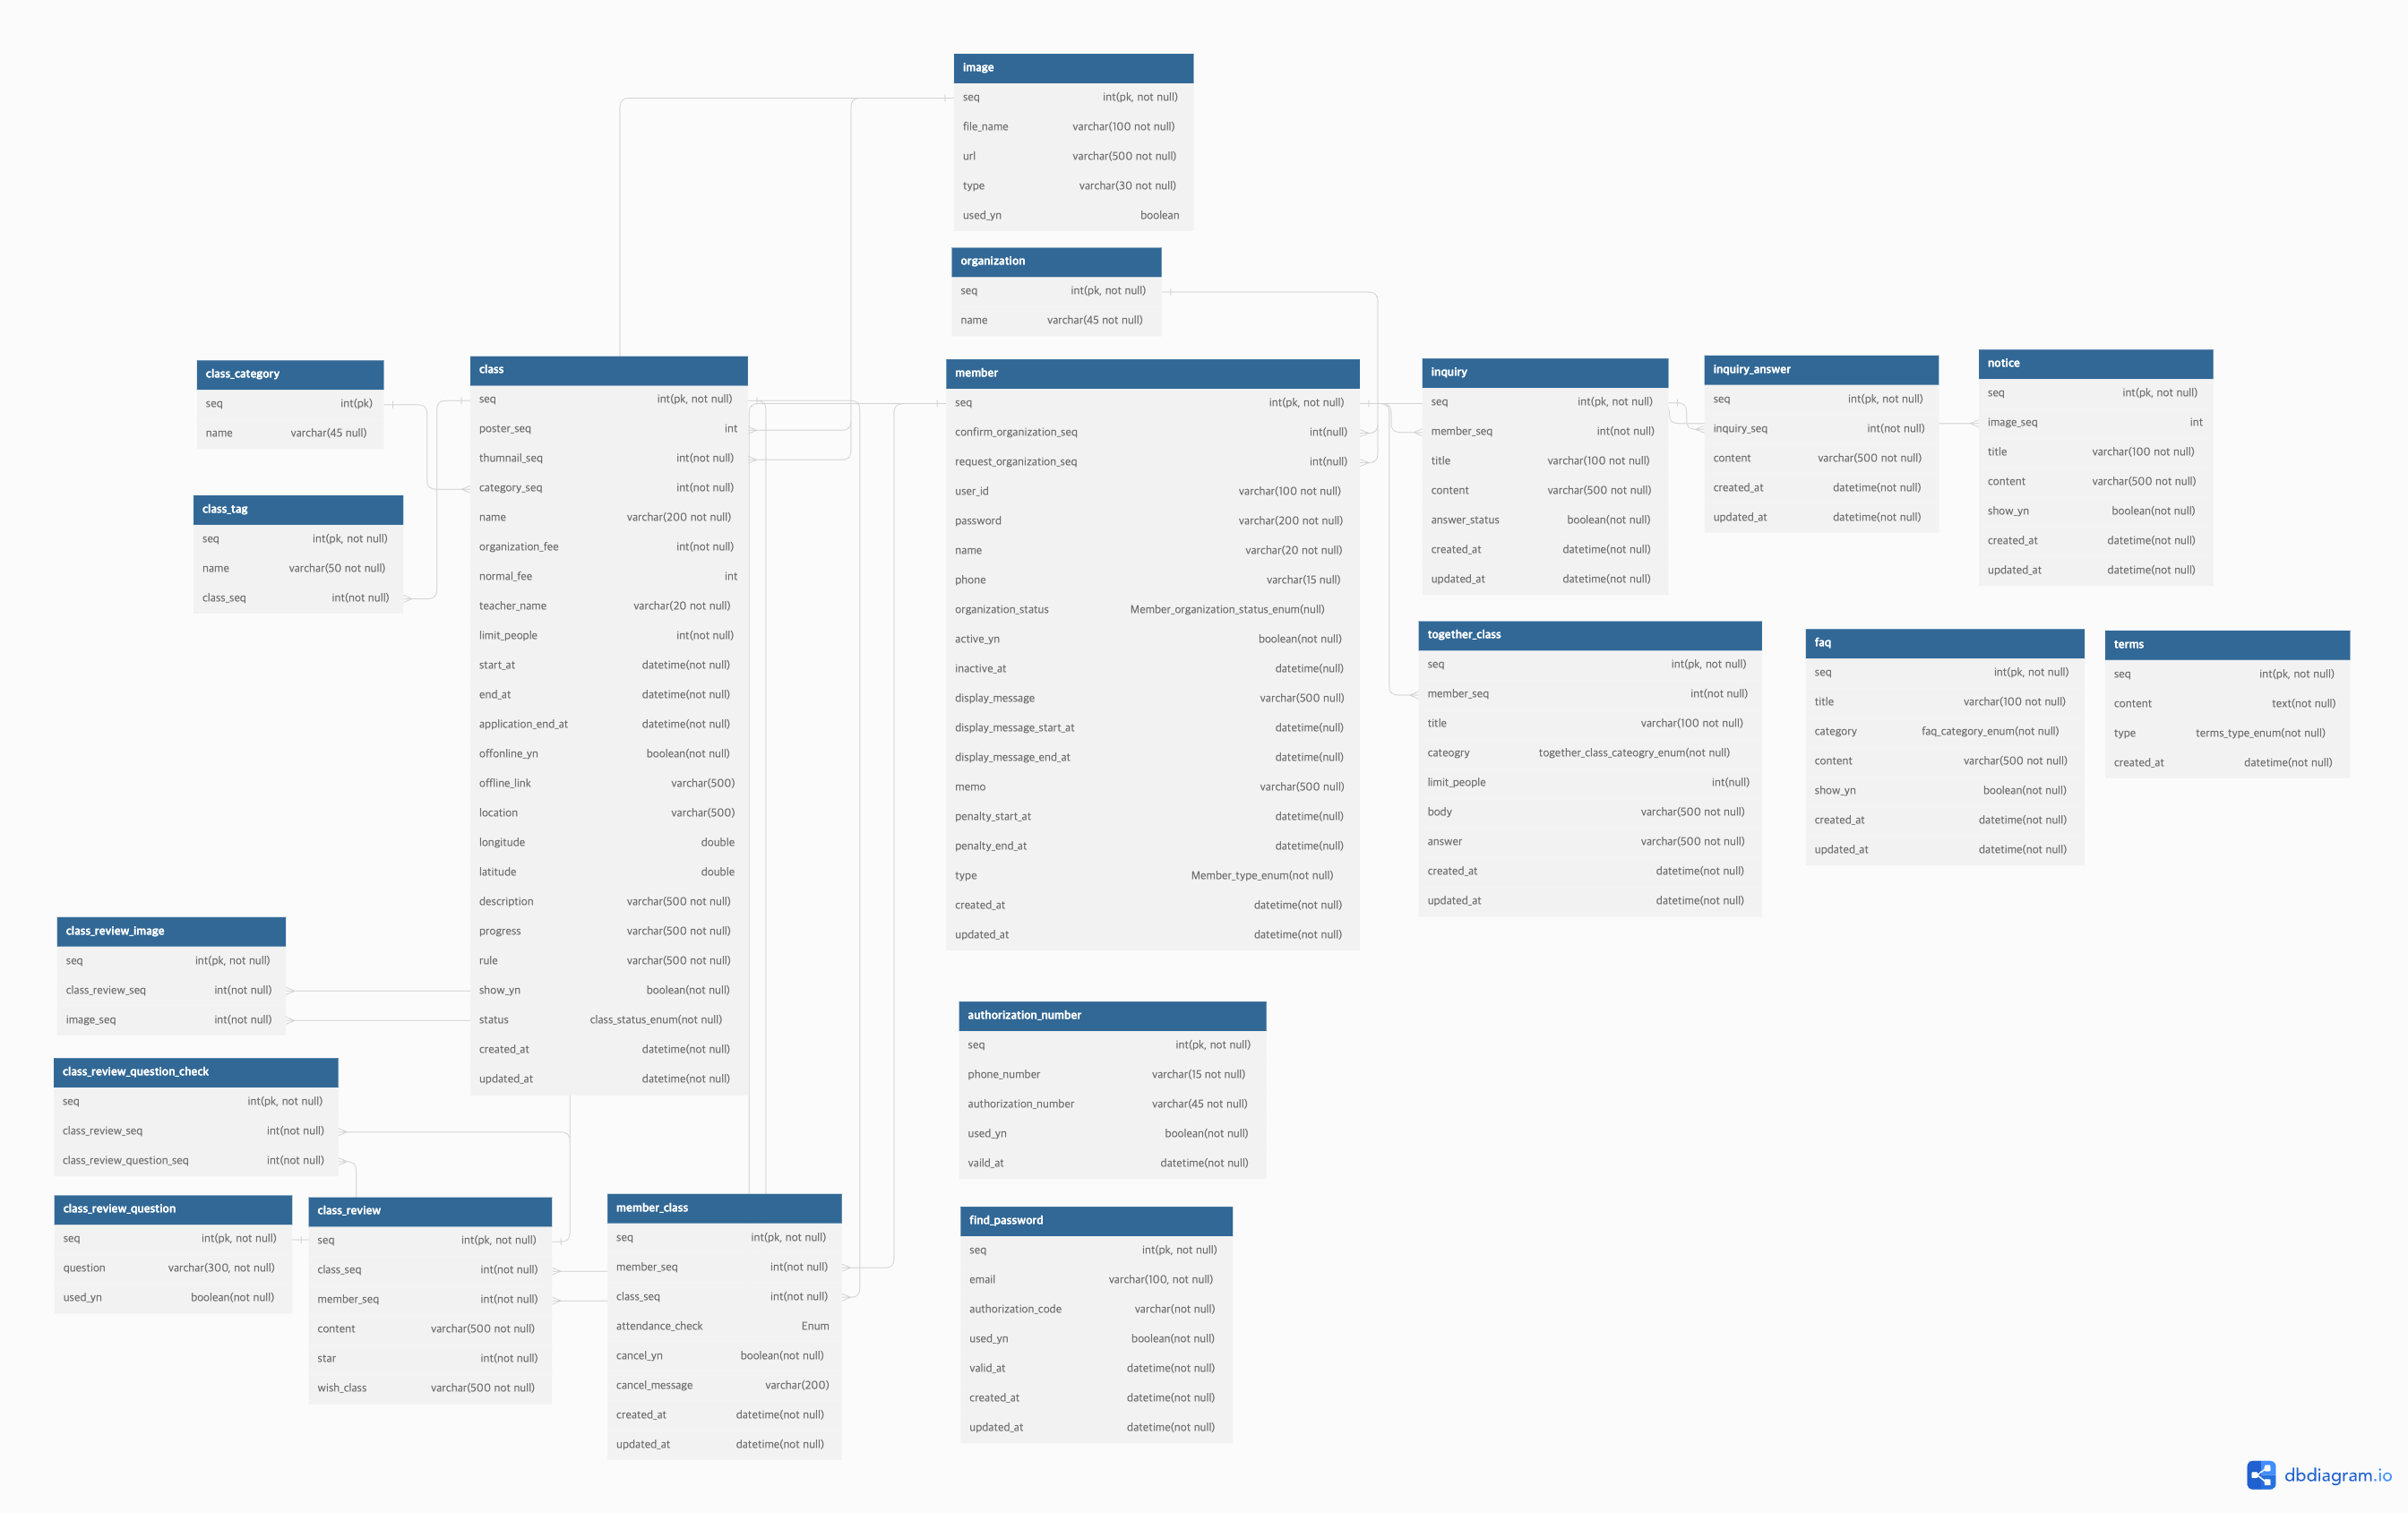 image
seq int(pk, not null)
file_name varchar(100 not null)
url varchar(500 not null)
type varchar(30 not null)
used_yn boolean
organization
seq int(pk, not null)
name varchar(45 not null)
class_category
seq int(pk)
name varchar(45 null)
class_tag
seq int(pk, not null)
name varchar(50 not null)
class_seq int(not null)
class
seq int(pk, not null)
poster_seq int
thumnail_seq int(not null)
category_seq int(not null)
name varchar(200 not null)
organization_fee int(not null)
normal_fee int
teacher_name varchar(20 not null)
limit_people int(not null)
start_at datetime(not null)
end_at datetime(not null)
application_end_at datetime(not null)
offonline_yn boolean(not null)
offline_link varchar(500)
location varchar(500)
longitude double
latitude double
description varchar(500 not null)
progress varchar(500 not null)
rule varchar(500 not null)
show_yn boolean(not null)
status class_status_enum(not null)
created_at datetime(not null)
updated_at datetime(not null)
member
seq int(pk, not null)
confirm_organization_seq int(null)
request_organization_seq int(null)
user_id varchar(100 not null)
password varchar(200 not null)
name varchar(20 not null)
phone varchar(15 null)
organization_status Member_organization_status_enum(null)
active_yn boolean(not null)
inactive_at datetime(null)
display_message varchar(500 null)
display_message_start_at datetime(null)
display_message_end_at datetime(null)
memo varchar(500 null)
penalty_start_at datetime(null)
penalty_end_at datetime(null)
type Member_type_enum(not null)
created_at datetime(not null)
updated_at datetime(not null)
inquiry
seq int(pk, not null)
member_seq int(not null)
title varchar(100 not null)
content varchar(500 not null)
answer_status boolean(not null)
created_at datetime(not null)
updated_at datetime(not null)
inquiry_answer
seq int(pk, not null)
inquiry_seq int(not null)
content varchar(500 not null)
created_at datetime(not null)
updated_at datetime(not null)
notice
seq int(pk, not null)
image_seq int
title varchar(100 not null)
content varchar(500 not null)
show_yn boolean(not null)
created_at datetime(not null)
updated_at datetime(not null)
together_class
seq int(pk, not null)
member_seq int(not null)
title varchar(100 not null)
cateogry together_class_cateogry_enum(not null)
limit_people int(null)
body varchar(500 not null)
answer varchar(500 not null)
created_at datetime(not null)
updated_at datetime(not null)
faq
seq int(pk, not null)
title varchar(100 not null)
category faq_category_enum(not null)
content varchar(500 not null)
show_yn boolean(not null)
created_at datetime(not null)
updated_at datetime(not null)
terms
seq int(pk, not null)
content text(not null)
type terms_type_enum(not null)
created_at datetime(not null)
class_review_image
seq int(pk, not null)
class_review_seq int(not null)
image_seq int(not null)
class_review_question_check
seq int(pk, not null)
class_review_seq int(not null)
class_review_question_seq int(not null)
class_review_question
seq int(pk, not null)
question varchar(300, not null)
used_yn boolean(not null)
class_review
seq int(pk, not null)
class_seq int(not null)
member_seq int(not null)
content varchar(500 not null)
star int(not null)
wish_class varchar(500 not null)
member_class
seq int(pk, not null)
member_seq int(not null)
class_seq int(not null)
attendance_check Enum
cancel_yn boolean(not null)
cancel_message varchar(200)
created_at datetime(not null)
updated_at datetime(not null)
authorization_number
seq int(pk, not null)
phone_number varchar(15 not null)
authorization_number varchar(45 not null)
used_yn boolean(not null)
vaild_at datetime(not null)
find_password
seq int(pk, not null)
email varchar(100, not null)
authorization_code varchar(not null)
used_yn boolean(not null)
valid_at datetime(not null)
created_at datetime(not null)
updated_at datetime(not null)
dbdiagram.io